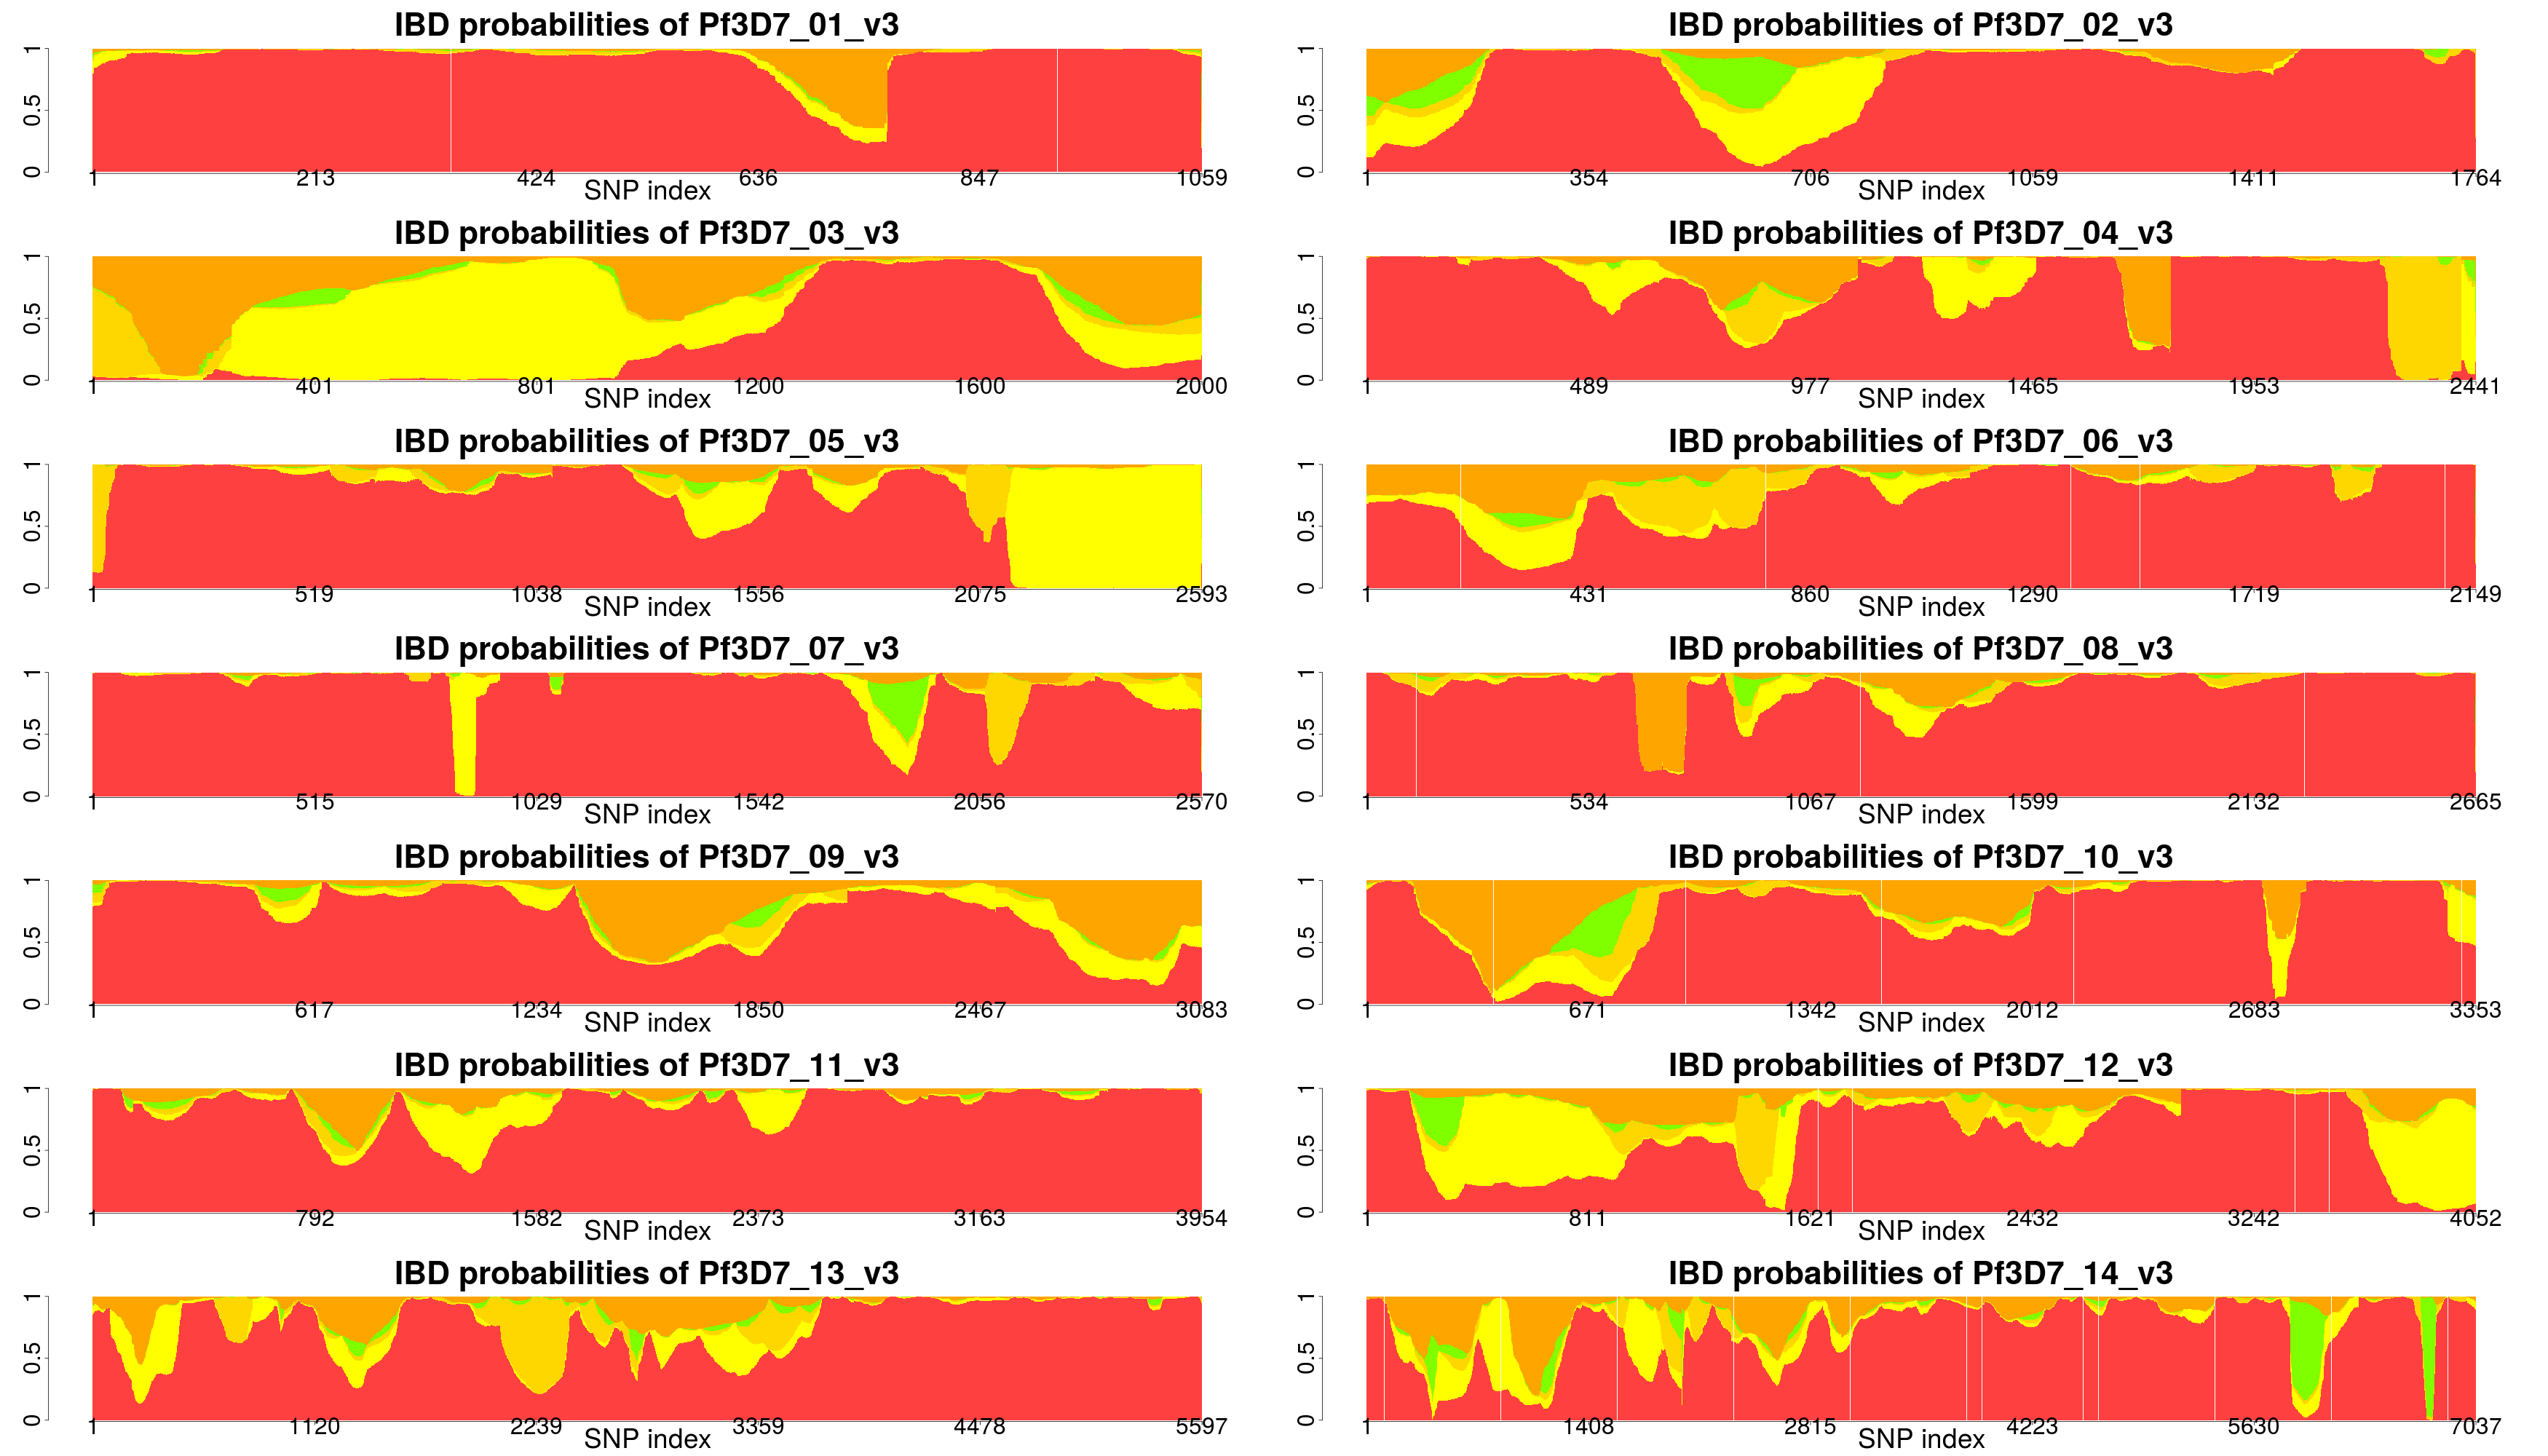 IBD probabilities of Pf3D7_01_v3
1
0.5
0
1 213 424 636 847 1059
SNP index
IBD probabilities of Pf3D7_02_v3
1
0.5
0
1 354 706 1059 1411 1764
SNP index
IBD probabilities of Pf3D7_03_v3
1
0.5
0
1 401 801 1200 1600 2000
SNP index
IBD probabilities of Pf3D7_04_v3
1
0.5
0
1 489 977 1465 1953 2441
SNP index
IBD probabilities of Pf3D7_05_v3
1
0.5
0
1 519 1038 1556 2075 2593
SNP index
IBD probabilities of Pf3D7_06_v3
1
0.5
0
1 431 860 1290 1719 2149
SNP index
IBD probabilities of Pf3D7_07_v3
1
0.5
0
1 515 1029 1542 2056 2570
SNP index
IBD probabilities of Pf3D7_08_v3
1
0.5
0
1 534 1067 1599 2132 2665
SNP index
IBD probabilities of Pf3D7_09_v3
1
0.5
0
1 617 1234 1850 2467 3083
SNP index
IBD probabilities of Pf3D7_10_v3
1
0.5
0
1 671 1342 2012 2683 3353
SNP index
IBD probabilities of Pf3D7_11_v3
1
0.5
0
1 792 1582 2373 3163 3954
SNP index
IBD probabilities of Pf3D7_12_v3
1
0.5
0
1 811 1621 2432 3242 4052
SNP index
IBD probabilities of Pf3D7_13_v3
1
0.5
0
1 1120 2239 3359 4478 5597
SNP index
IBD probabilities of Pf3D7_14_v3
1
0.5
0
1 1408 2815 4223 5630 7037
SNP index